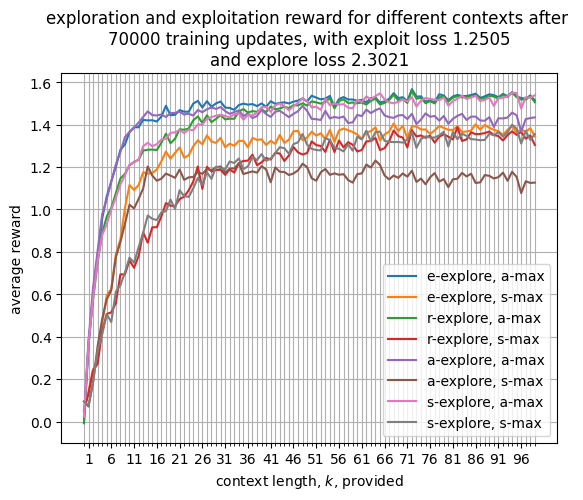 exploration and exploitation reward for different contexts after
70000 training updates, with exploit loss 1.2505
and explore loss 2.3021
average reward
1.6
1.4
1.2
1.0
0.8
0.6
0.4
0.2
0.0
e-explore, a-max
e-explore, s-max
r-explore, a-max
r-explore, s-max
a-explore, a-max
a-explore, s-max
s-explore, a-max
s-explore, s-max
1 6 11 16 21 26 31 36 41 46 51 56 61 66 71 76 81 86 91 96
context length, k, provided